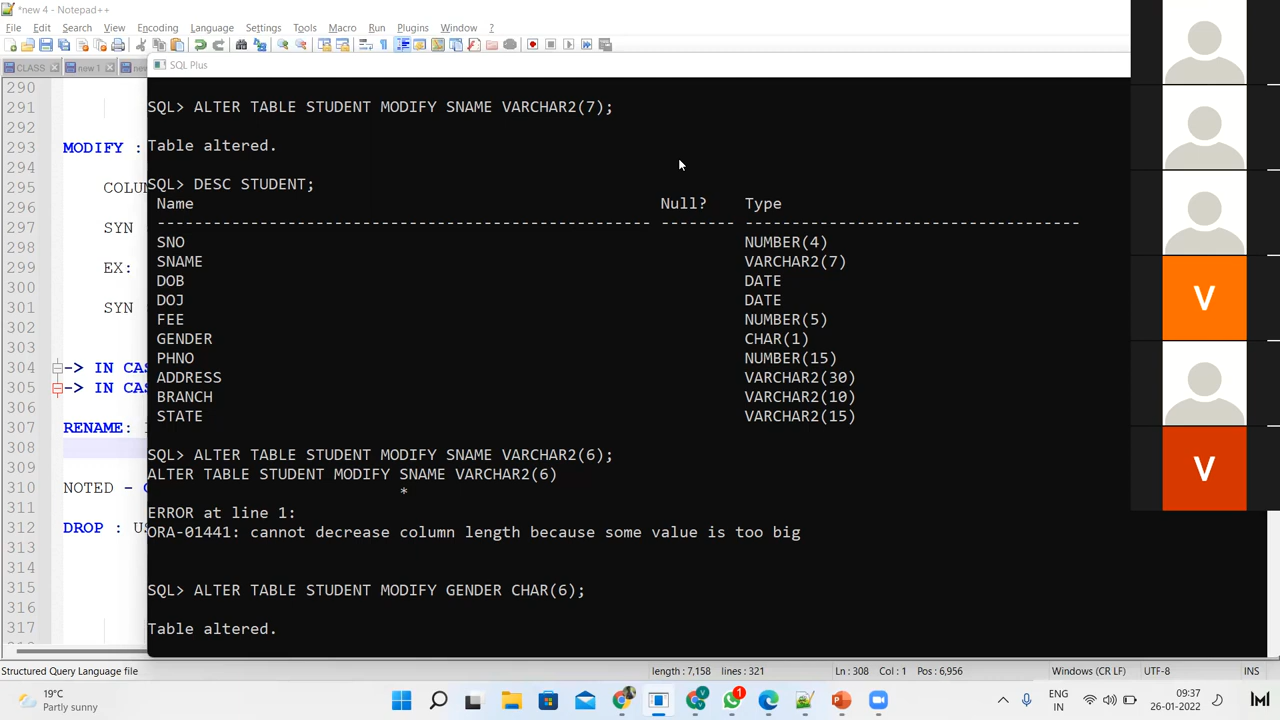 *new 4 - Notepad++
File Edit Search View Encoding Language Settings Tools Macro Run Plugins Window ?
CLASS new 1 new
SQL Plus
290
291
292
293 MODIFY :
294
295 COLUM
296
297 SYN
298
299 EX:
300
301 SYN
302
303
304 -> IN CAS
305 -> IN CAS
306
307 RENAME:
308
309
310 NOTED -
311
312 DROP : US
313
314
315
316
317
SQL> ALTER TABLE STUDENT MODIFY SNAME VARCHAR2(7);
Table altered.
SQL> DESC STUDENT;
Name Null? Type
----------------------------------------- -------- ----------------------------
SNO NUMBER(4)
SNAME VARCHAR2(7)
DOB DATE
DOJ DATE
FEE NUMBER(5)
GENDER CHAR(1)
PHNO NUMBER(15)
ADDRESS VARCHAR2(30)
BRANCH VARCHAR2(10)
STATE VARCHAR2(15)
SQL> ALTER TABLE STUDENT MODIFY SNAME VARCHAR2(6);
ALTER TABLE STUDENT MODIFY SNAME VARCHAR2(6)
*
ERROR at line 1:
ORA-01441: cannot decrease column length because some value is too big
SQL> ALTER TABLE STUDENT MODIFY GENDER CHAR(6);
Table altered.
V
V
Structured Query Language file length : 7,158 lines : 321 Ln : 308 Col : 1 Pos : 6,956 Windows (CR LF) UTF-8 INS
19°C
Partly sunny
1
ENG
IN
09:37
26-01-2022